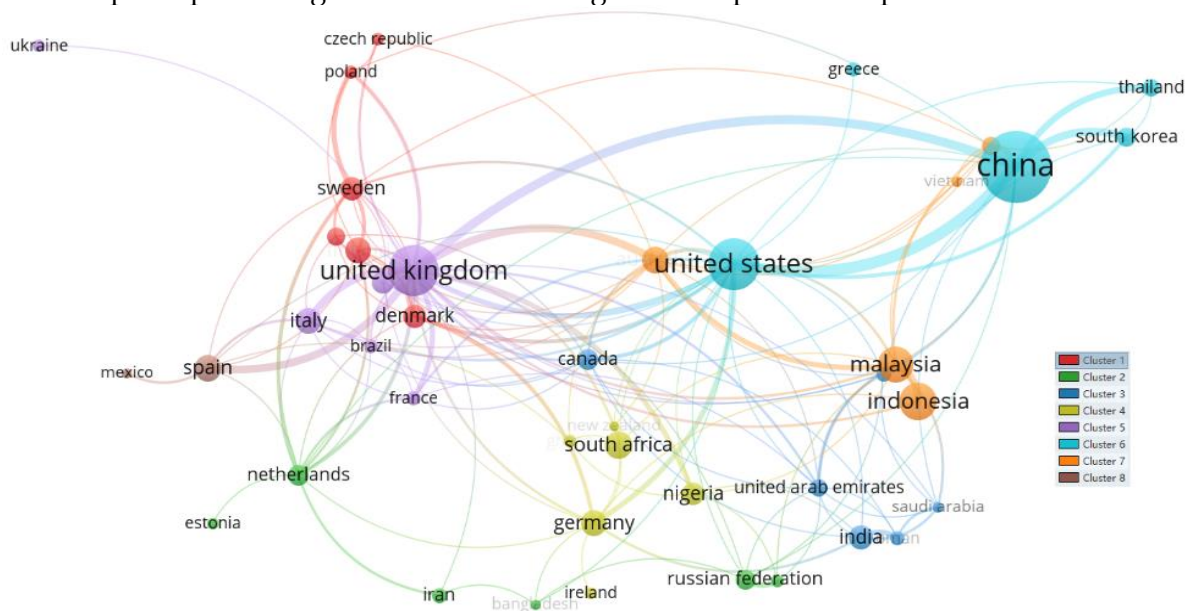 ukraine
czech republic
poland
greece
thailand
south korea
china
vietnam
sweden
united kingdom
united states
italy
denmark
brazil
canada
malaysia
mexico
spain
france
indonesia
new zealand
south africa
netherlands
nigeria
united arab emirates
saudi arabia
estonia
germany
india
russian federation
iran
ireland
bangladesh
Cluster 1
Cluster 2
Cluster 3
Cluster 4
Cluster 5
Cluster 6
Cluster 7
Cluster 8